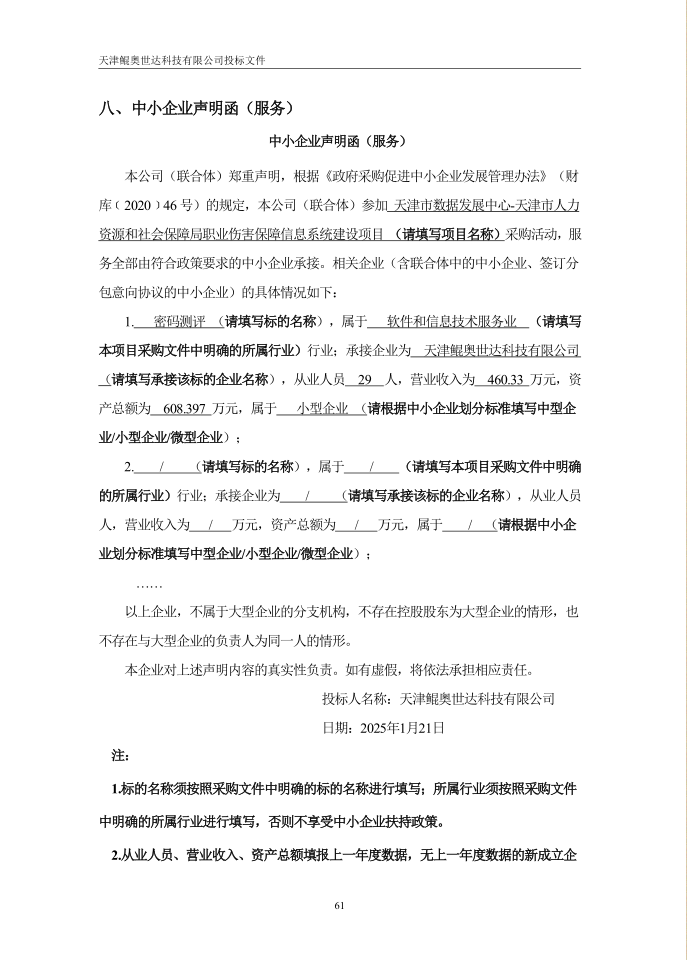 天津鲲奥世达科技有限公司投标文件
八、中小企业声明函（服务）
中小企业声明函（服务）
本公司（联合体）郑重声明，根据《政府采购促进中小企业发展管理办法》（财
库﹝2020﹞46 号）的规定，本公司（联合体）参加 天津市数据发展中心-天津市人力
资源和社会保障局职业伤害保障信息系统建设项目 （请填写项目名称）采购活动，服
务全部由符合政策要求的中小企业承接。相关企业（含联合体中的中小企业、签订分
包意向协议的中小企业）的具体情况如下：
1. 密码测评 （请填写标的名称），属于 软件和信息技术服务业 （请填写
本项目采购文件中明确的所属行业）行业；承接企业为 天津鲲奥世达科技有限公司
（请填写承接该标的企业名称），从业人员 29 人，营业收入为 460.33 万元，资
产总额为 608.397 万元，属于 小型企业 （请根据中小企业划分标准填写中型企
业/小型企业/微型企业）；
2. / （请填写标的名称），属于 / （请填写本项目采购文件中明确
的所属行业）行业；承接企业为 / （请填写承接该标的企业名称），从业人员
人，营业收入为 / 万元，资产总额为 / 万元，属于 / （请根据中小企
业划分标准填写中型企业/小型企业/微型企业）；
……
以上企业，不属于大型企业的分支机构，不存在控股股东为大型企业的情形，也
不存在与大型企业的负责人为同一人的情形。
本企业对上述声明内容的真实性负责。如有虚假，将依法承担相应责任。
投标人名称：天津鲲奥世达科技有限公司
日期：2025年1月21日
注：
1.标的名称须按照采购文件中明确的标的名称进行填写；所属行业须按照采购文件
中明确的所属行业进行填写，否则不享受中小企业扶持政策。
2.从业人员、营业收入、资产总额填报上一年度数据，无上一年度数据的新成立企
61